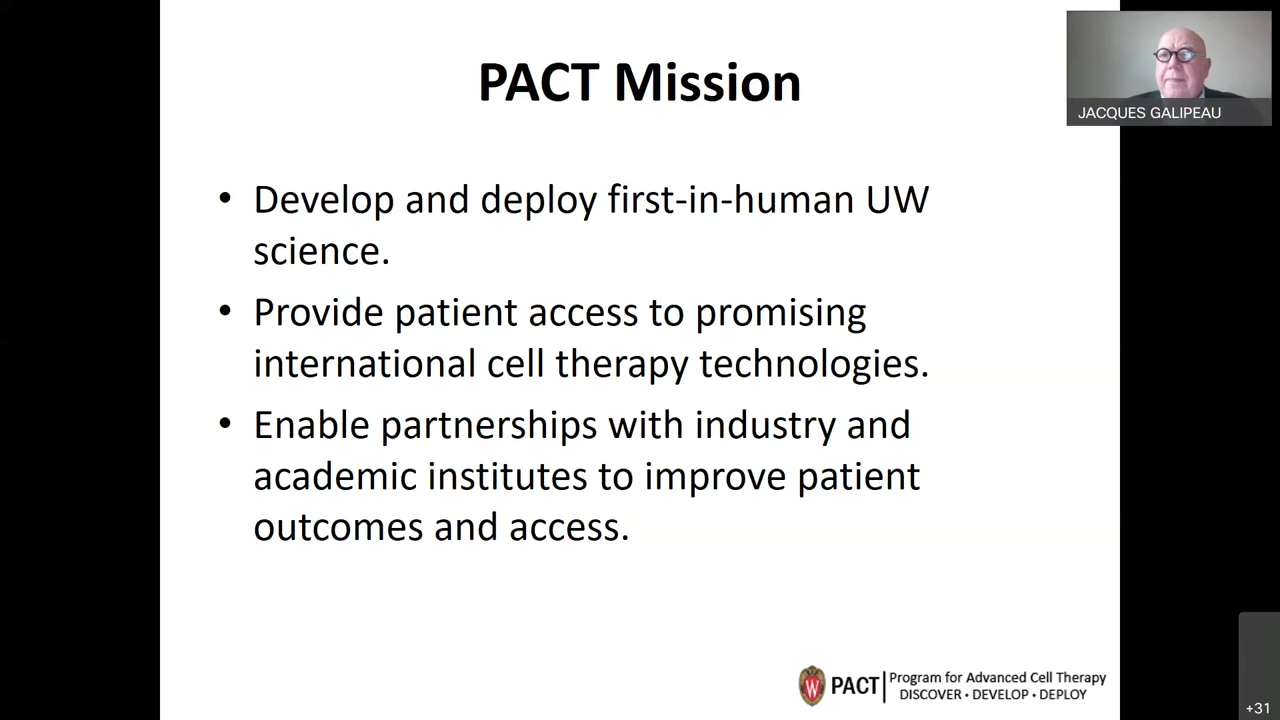 PACT Mission
JACQUES GALIPEAU
• Develop and deploy first-in-human UW
science.
• Provide patient access to promising
international cell therapy technologies.
• Enable partnerships with industry and
academic institutes to improve patient
outcomes and access.
W
PACT
Program for Advanced Cell Therapy
DISCOVER • DEVELOP • DEPLOY
+31